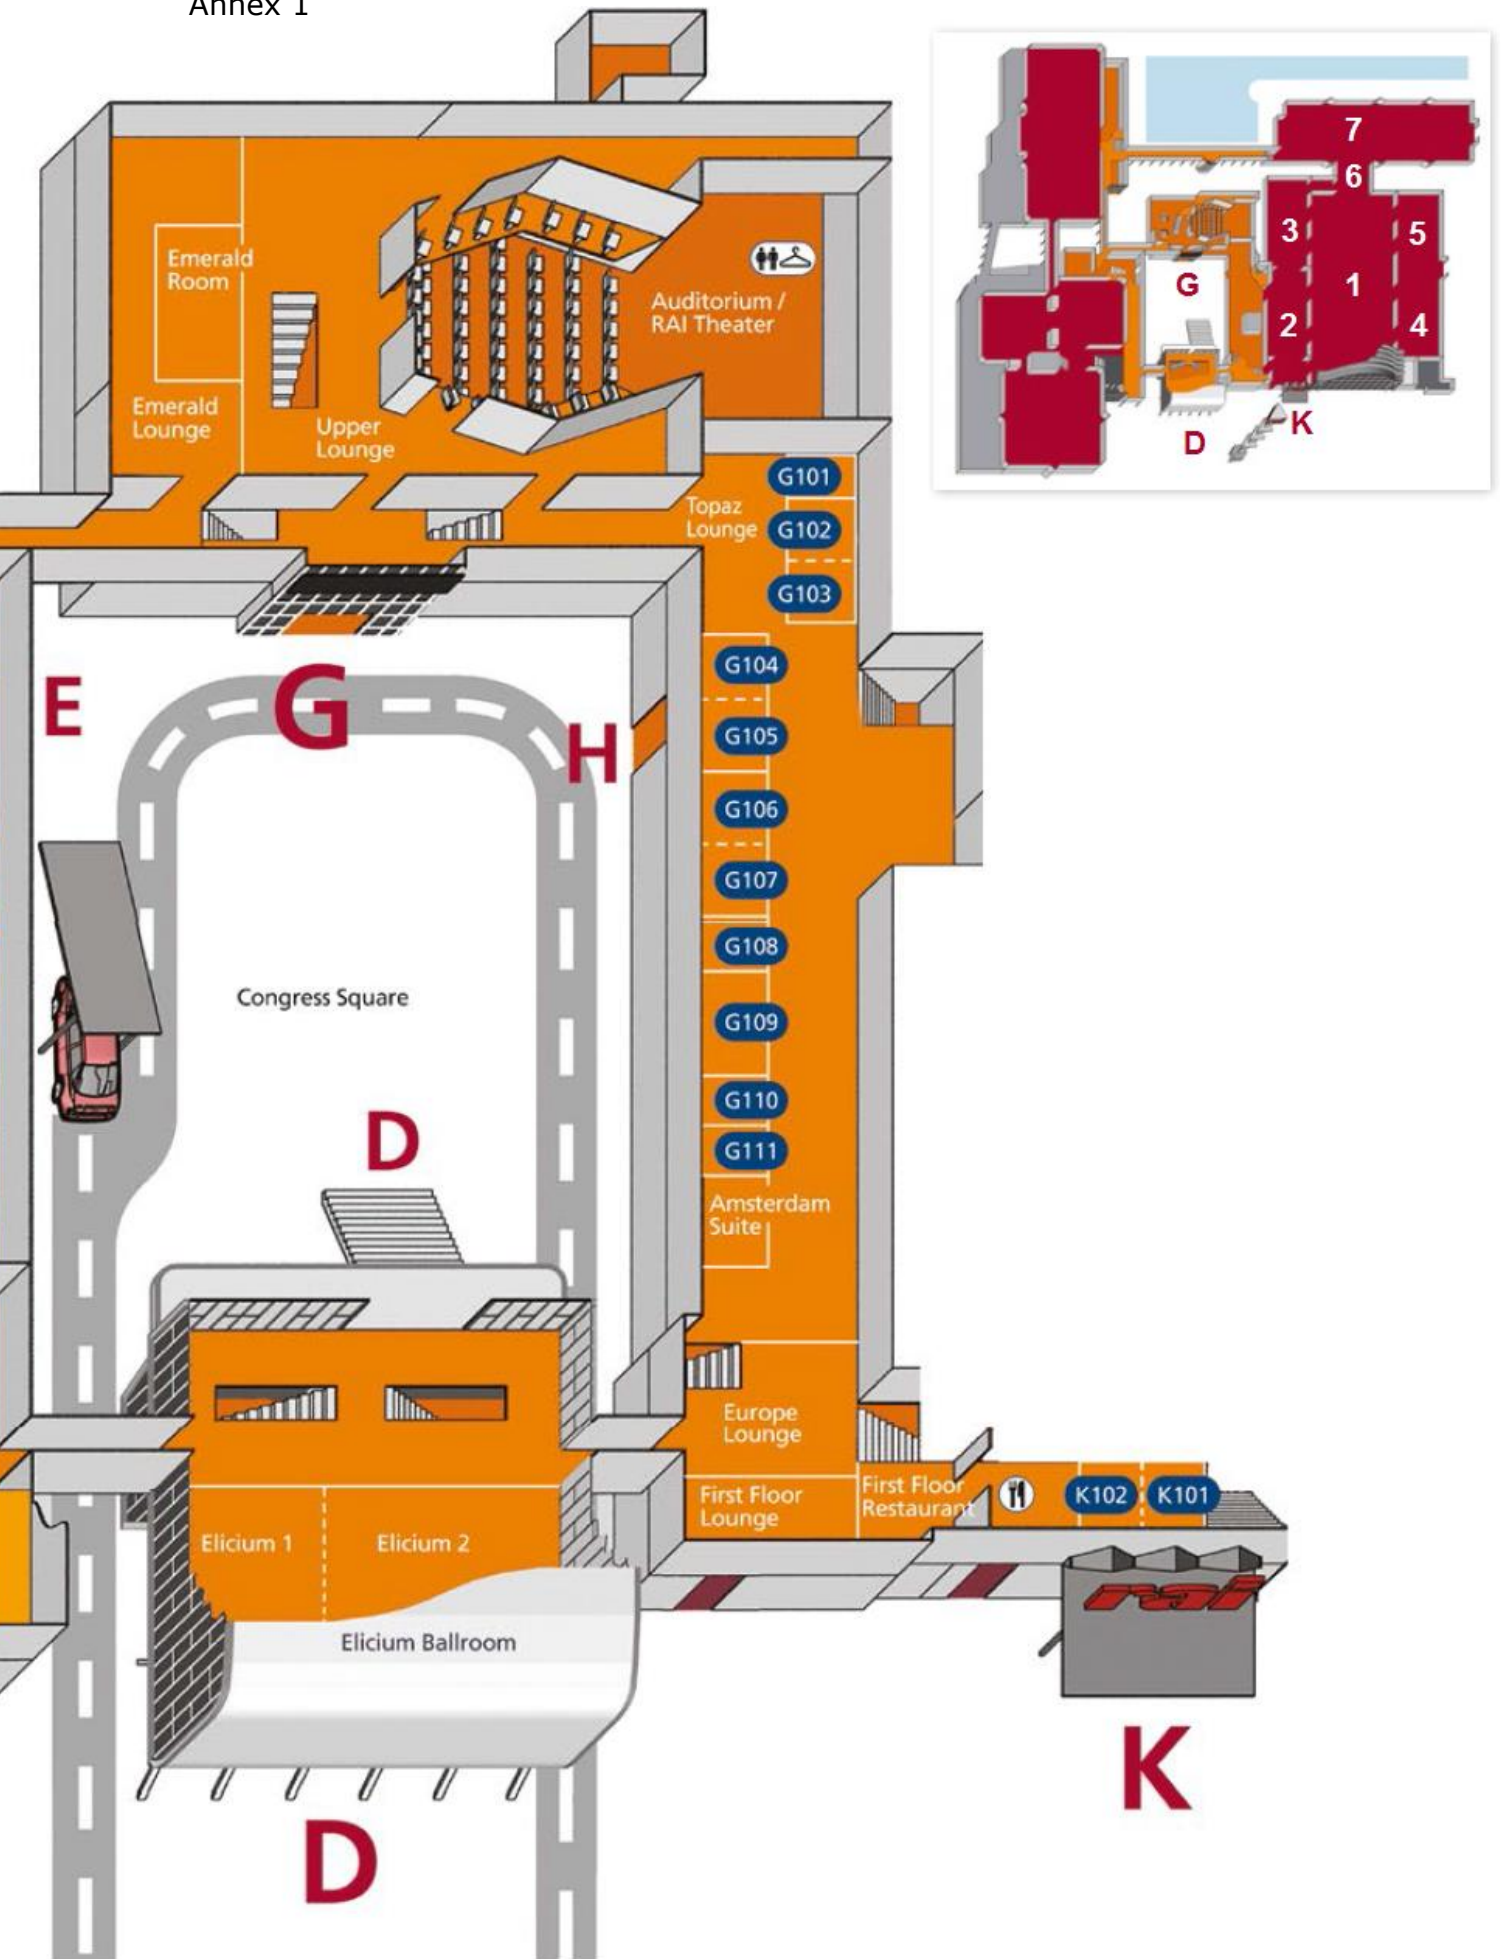 Annex 1
7
6
3
5
G
1
2
4
K
D
Emerald
Room
Auditorium /
RAI Theater
Emerald
Lounge
Upper
Lounge
G101
Topaz
Lounge
G102
G103
G104
E
G
H
G105
G106
G107
G108
Congress Square
G109
G110
D
G111
Amsterdam
Suite
Europe
Lounge
First Floor
Lounge
First Floor
Restaurant
K102
K101
Elicium 1
Elicium 2
rai
Elicium Ballroom
K
D